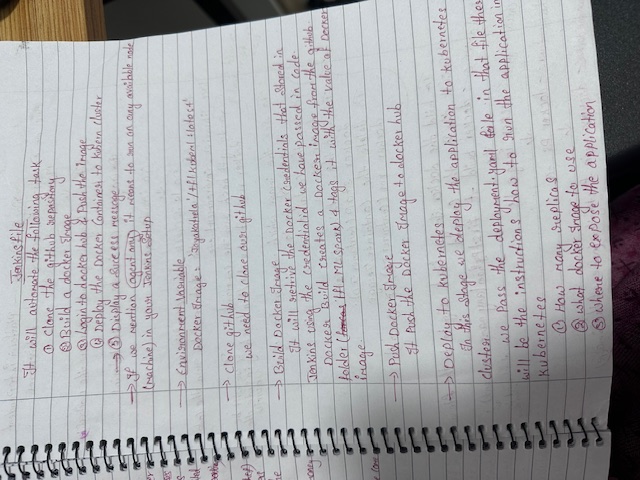 Jenkinsfile
It will automate the following task
① Clone the github repository
② Build a docker Image
③ Login to docker hub & Push the image
④ Deploy the Docker Container to Kubern cluster
→ ⑤ Display a Success message
→ If we mention (agent any) it means to run on any available node
(machine) in your Jenkins Setup
→ Environment Variable
Docker Image:
→ Clone github
we need to clone our github
→ Build Docker Image
It will retrive the Docker Credentials that stored in
Jenkins using the credentialid we have passed in code.
Docker Build creates a Docker image from the github
folder ( ML spark) & tags it with the value of Docker
image
→ Push Docker Image
It Push the Docker Image to docker hub
→ Deploy to kubernetes
In this stage we deploy the application to kubernetes
cluster
we Pass the deployment.yaml file in that file ther
will be the instructions how to run the application in
kubernetes
① How many replicas
② what docker Image to use
③ where to Expose the application